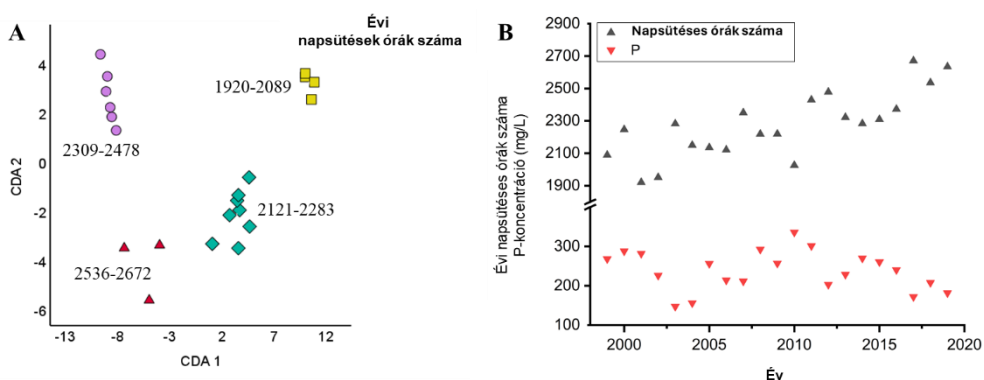 A
Évi
napsütések órák száma
4
2
0
-2
-4
-6
CDA 2
1920-2089
2309-2478
2121-2283
2536-2672
-13
-8
-3
2
7
12
CDA 1
B
Napsütéses órák száma
P
2900
2700
2500
2300
2100
1900
300
200
100
Évi napsütéses órák száma
P-koncentráció (mg/L)
2000
2005
2010
2015
2020
Év